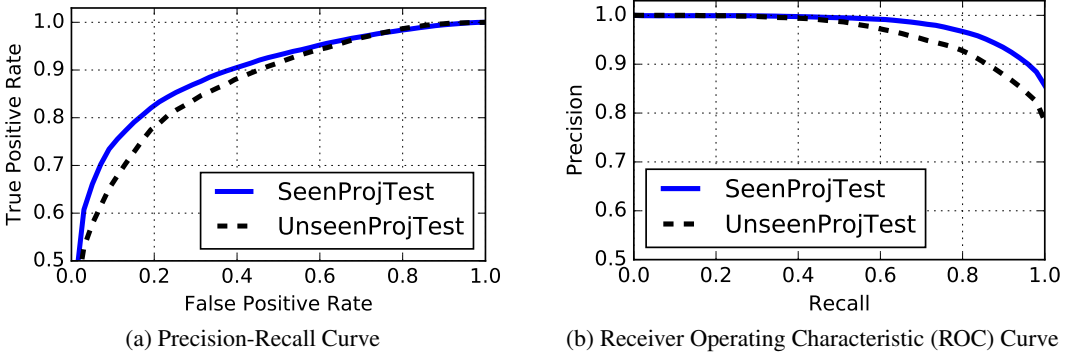 True Positive Rate
1.0
0.9
0.8
0.7
0.6
0.5
0.0 0.2 0.4 0.6 0.8 1.0
False Positive Rate
SeenProjTest
UnseenProjTest
(a) Precision-Recall Curve
Precision
1.0
0.9
0.8
0.7
0.6
0.5
0.0 0.2 0.4 0.6 0.8 1.0
Recall
SeenProjTest
UnseenProjTest
(b) Receiver Operating Characteristic (ROC) Curve